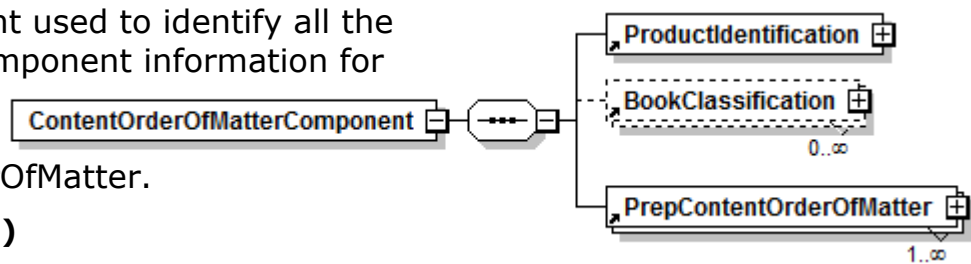 nt used to identify all the
mponent information for
OfMatter.
)
ContentOrderOfMatterComponent
ProductIdentification
BookClassification
0..∞
PrepContentOrderOfMatter
1..∞